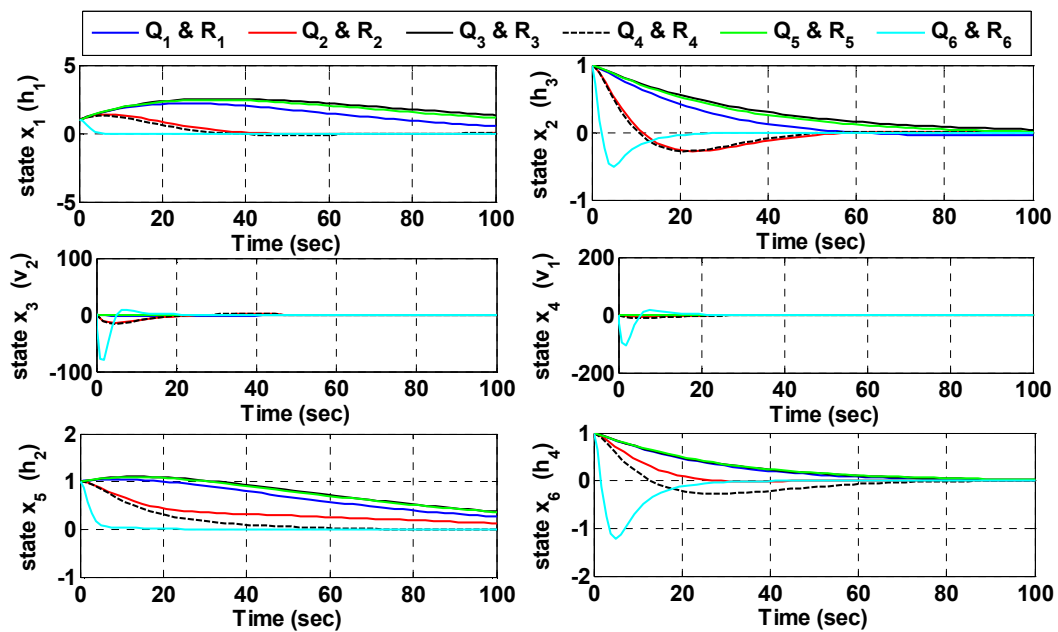 Q1 & R1 Q2 & R2 Q3 & R3 Q4 & R4 Q5 & R5 Q6 & R6
state x1 (h1)
5
0
-5
0 20 40 60 80 100
Time (sec)
state x2 (h3)
1
0
-1
0 20 40 60 80 100
Time (sec)
state x3 (v2)
100
0
-100
0 20 40 60 80 100
Time (sec)
state x4 (v1)
200
0
-200
0 20 40 60 80 100
Time (sec)
state x5 (h2)
2
1
0
-1
0 20 40 60 80 100
Time (sec)
state x6 (h4)
1
0
-1
-2
0 20 40 60 80 100
Time (sec)